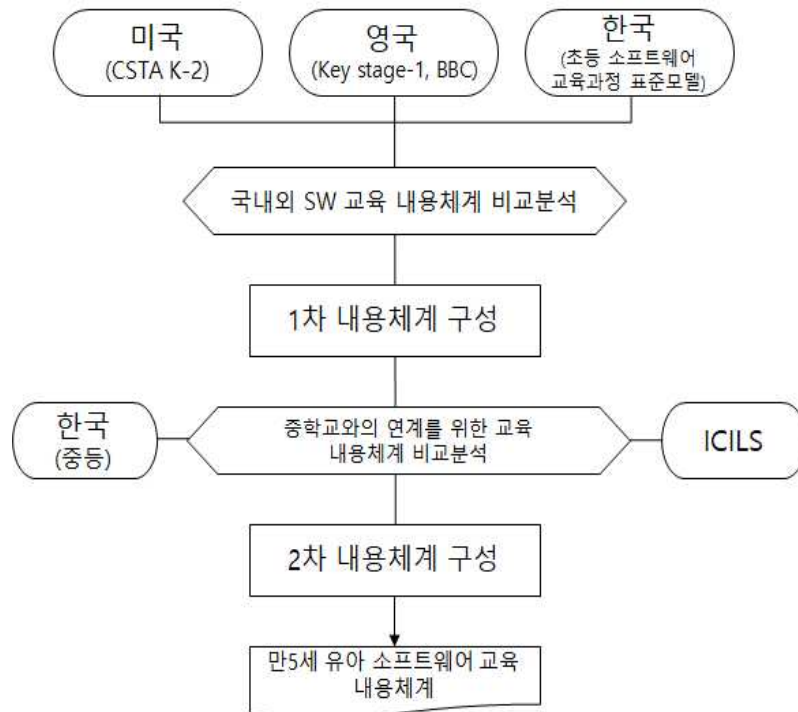 미국
(CSTA K-2)
영국
(Key stage-1, BBC)
한국
(초등 소프트웨어
교육과정 표준모델)
국내외 SW 교육 내용체계 비교분석
1차 내용체계 구성
한국
(중등)
중학교와의 연계를 위한 교육
내용체계 비교분석
ICILS
2차 내용체계 구성
만5세 유아 소프트웨어 교육
내용체계